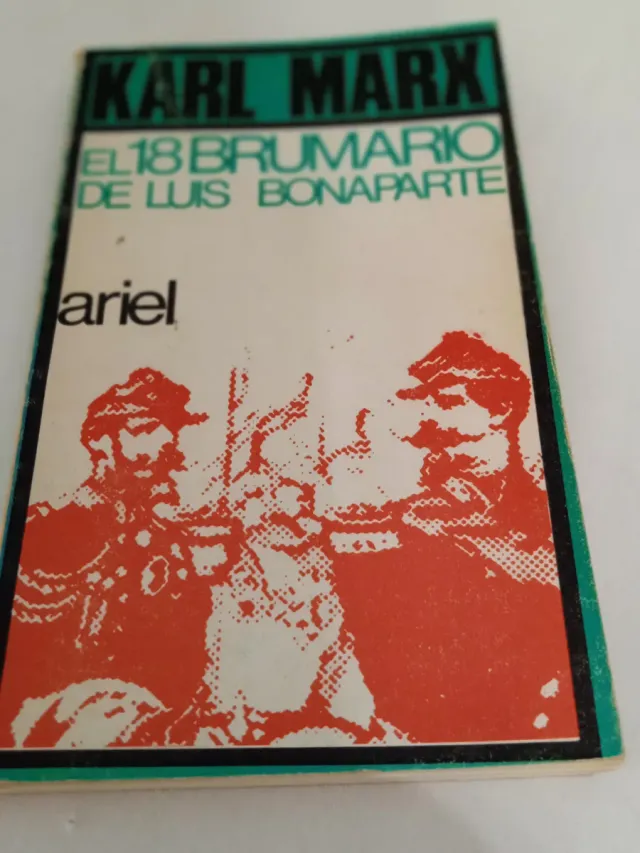 KARL MARX
EL 18 BRUMARIO
DE LUIS BONAPARTE
ariel